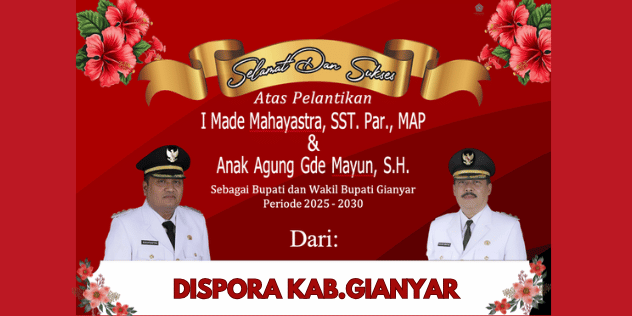 Selamat Dan Sukses
Atas Pelantikan
I Made Mahayastra, SST. Par., MAP
&
Anak Agung Gde Mayun, S.H.
Sebagai Bupati dan Wakil Bupati Gianyar
Periode 2025 - 2030
Dari:
DISPORA KAB.GIANYAR